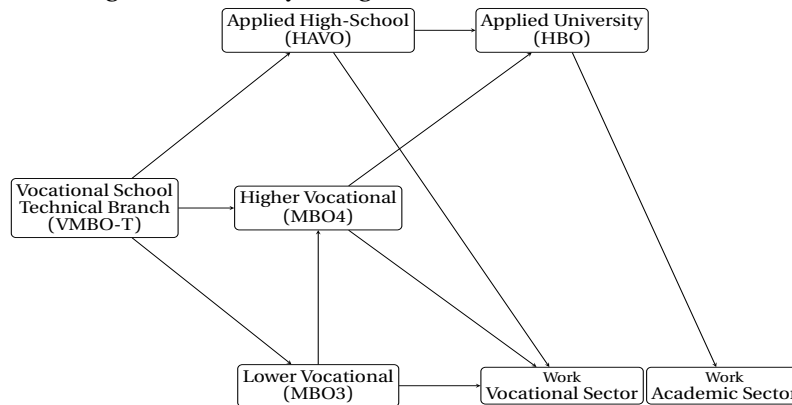 Applied High-School
(HAVO)
Applied University
(HBO)
Vocational School
Technical Branch
(VMBO-T)
Higher Vocational
(MBO4)
Lower Vocational
(MBO3)
Work
Vocational Sector
Work
Academic Sector